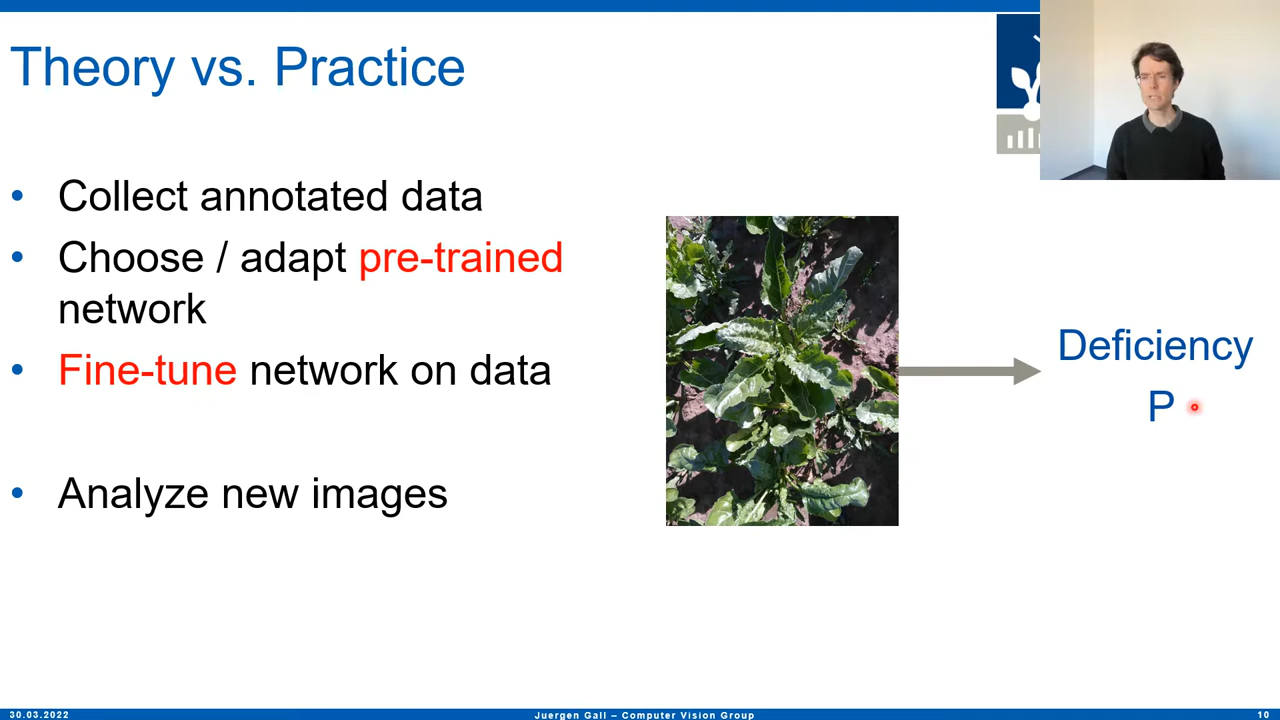 Theory vs. Practice
• Collect annotated data
• Choose / adapt pre-trained
network
• Fine-tune network on data
• Analyze new images
Deficiency
P
30.03.2022
Juergen Gall – Computer Vision Group
10